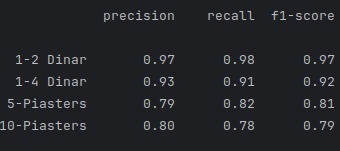 precision recall f1-score
1-2 Dinar 0.97 0.98 0.97
1-4 Dinar 0.93 0.91 0.92
5-Piasters 0.79 0.82 0.81
10-Piasters 0.80 0.78 0.79